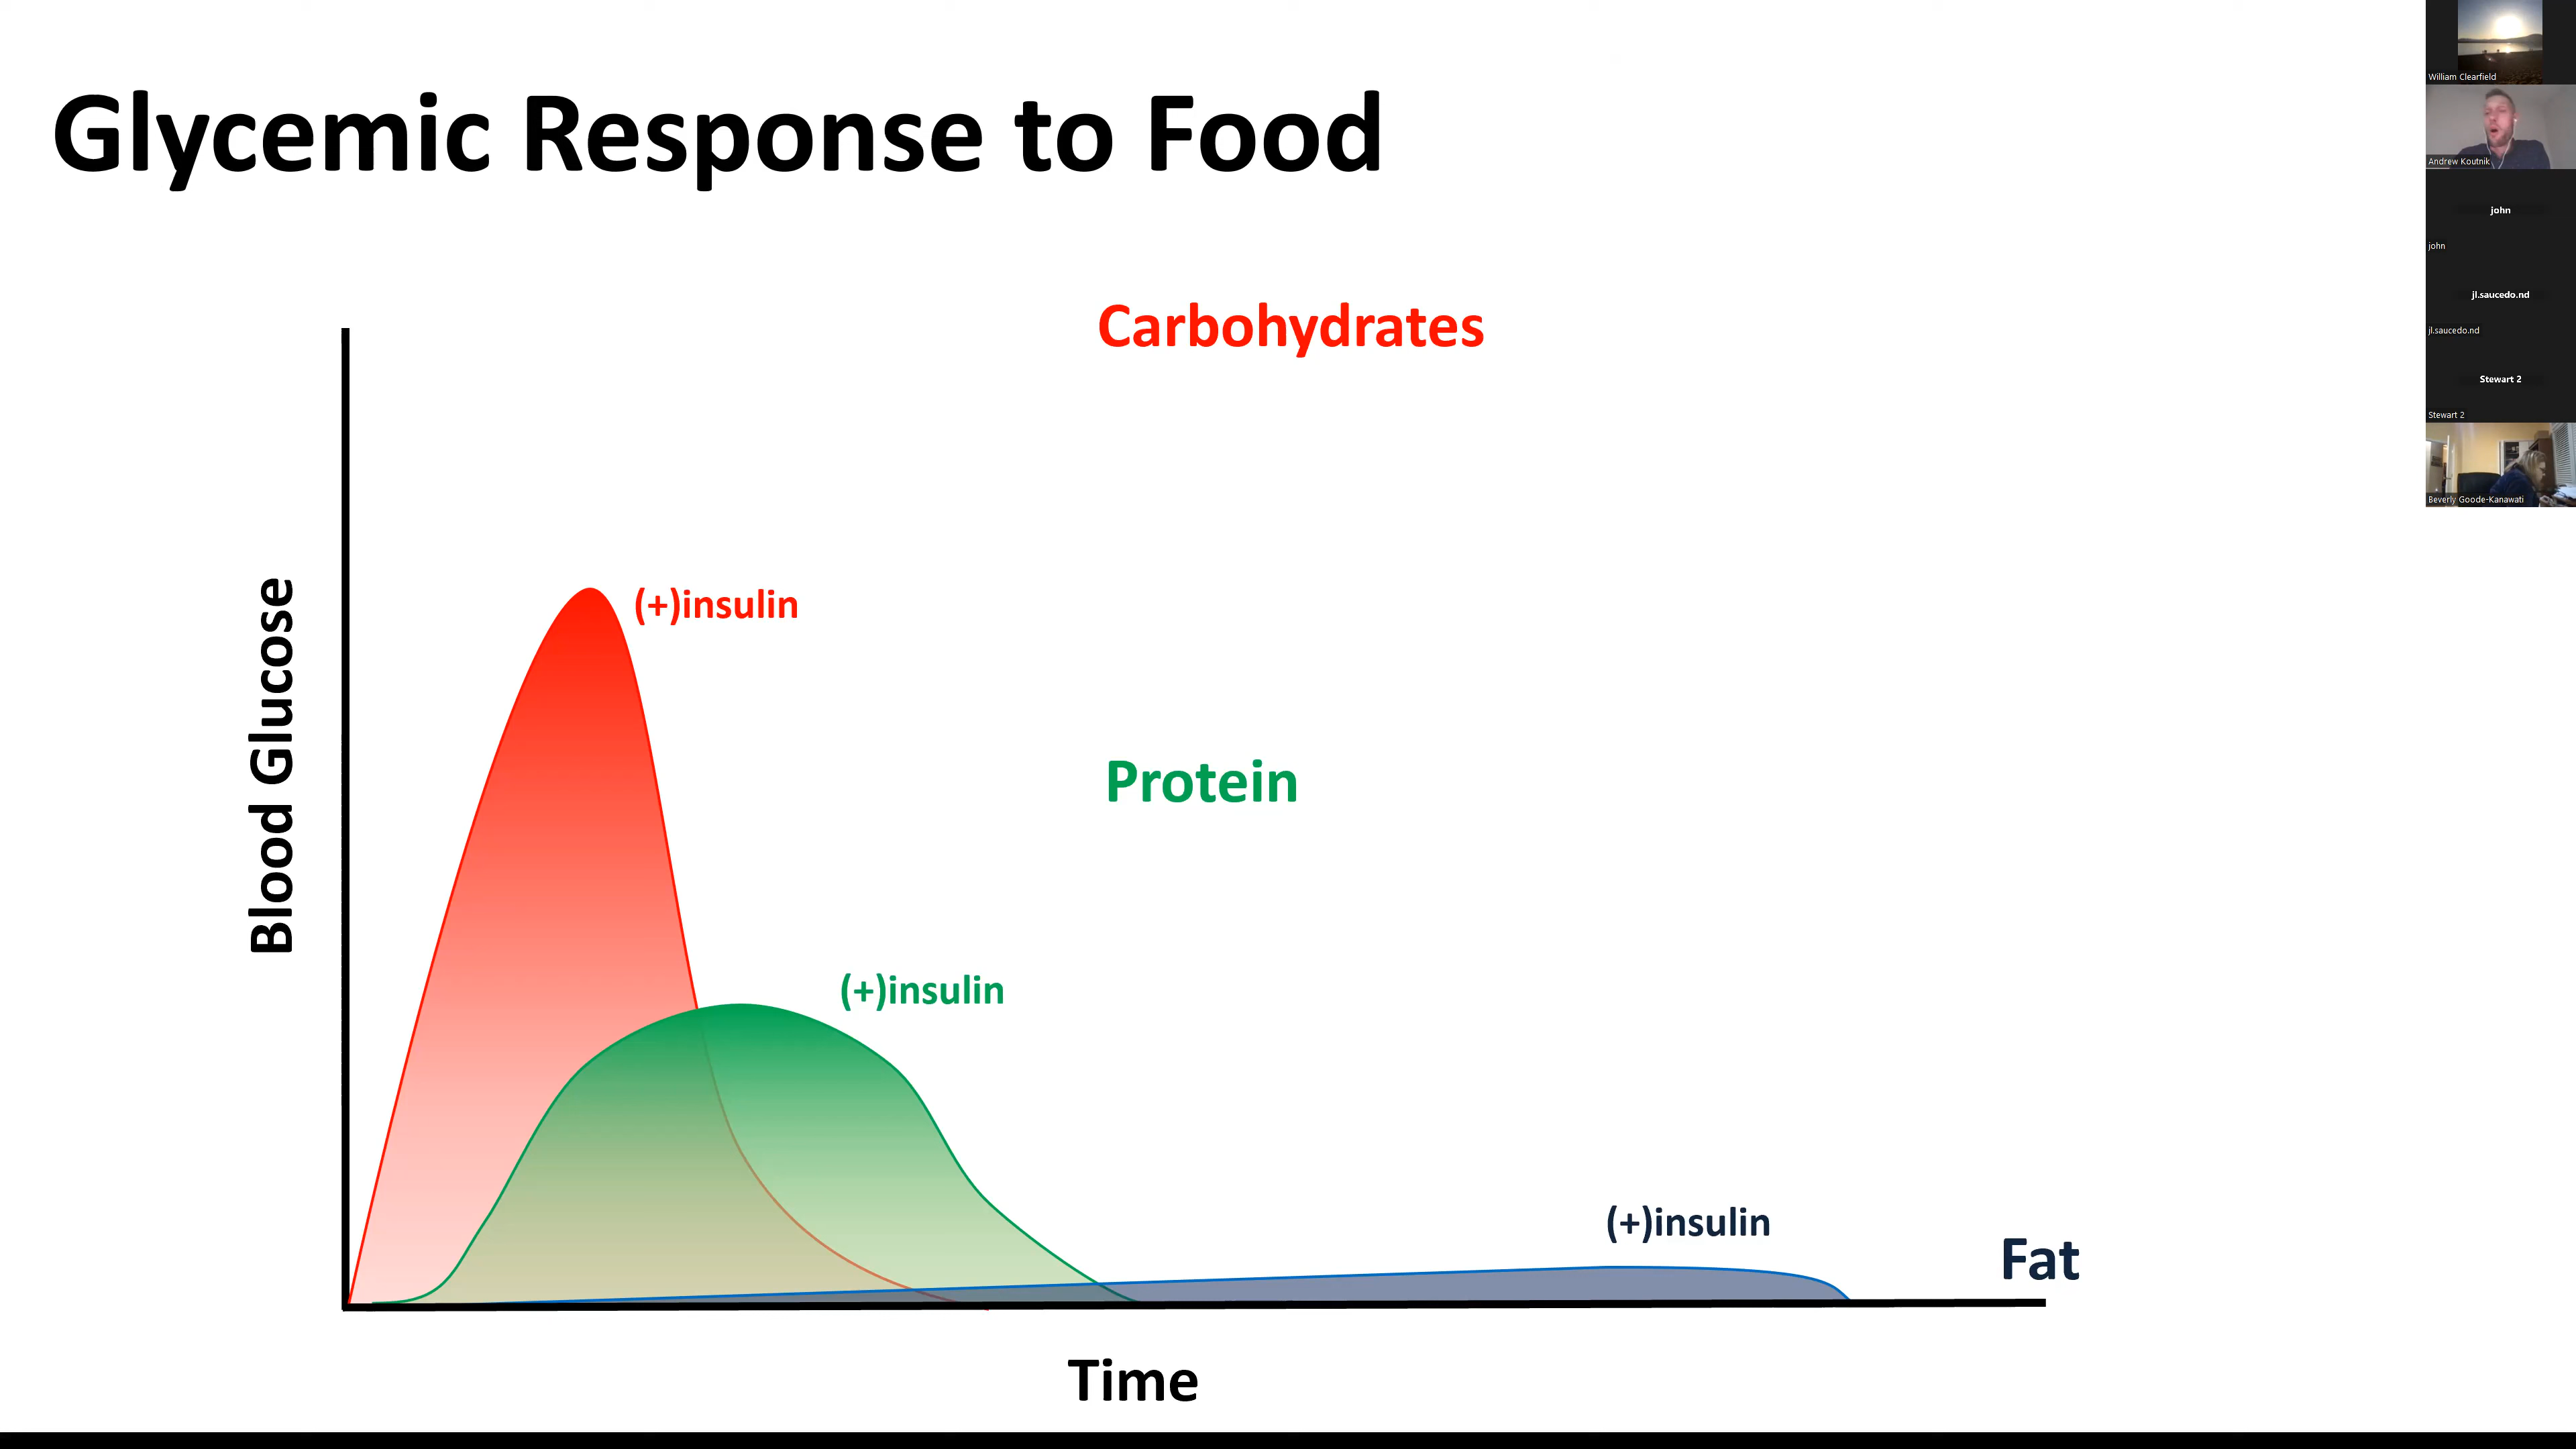 Glycemic Response to Food
Carbohydrates
(+)insulin
Blood Glucose
Protein
(+)insulin
(+)insulin
Fat
Time
William Clearfield
Andrew Koutnik
john
john
jl.saucedo.nd
jl.saucedo.nd
Stewart 2
Stewart 2
Beverly Goode-Kanawati